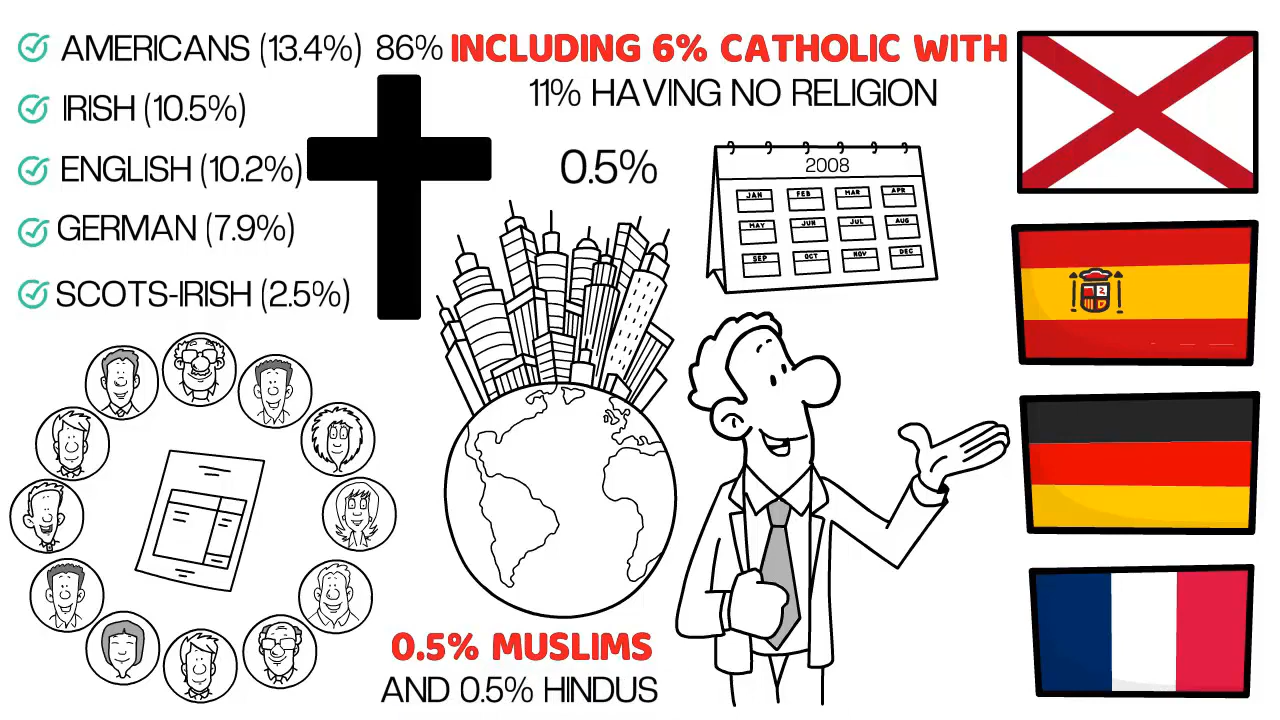 AMERICANS (13.4%)
IRISH (10.5%)
ENGLISH (10.2%)
GERMAN (7.9%)
SCOTS-IRISH (2.5%)
86% INCLUDING 6% CATHOLIC WITH
11% HAVING NO RELIGION
0.5%
2008
JAN FEB MAR APR
MAY JUN JUL AUG
SEP OCT NOV DEC
0.5% MUSLIMS
AND 0.5% HINDUS